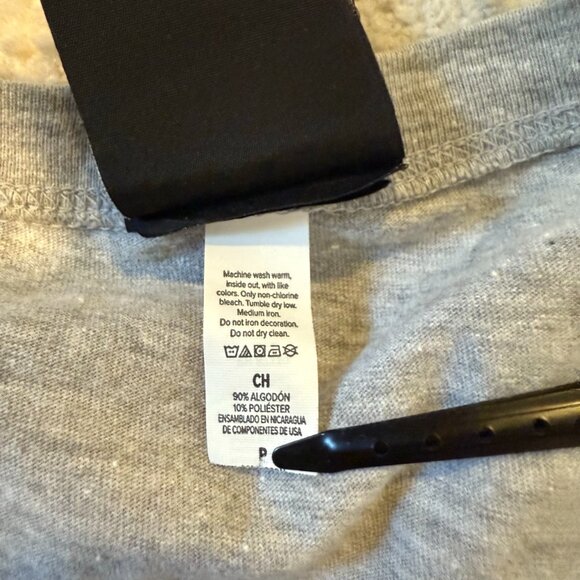 Machine wash warm,
inside out, with like
colors. Only non-chlorine
bleach. Tumble dry low.
Medium iron.
Do not iron decoration.
Do not dry clean.
CH
90% ALGODÓN
10% POLIÉSTER
ENSAMBLADO EN NICARAGUA
DE COMPONENTES DE USA
P